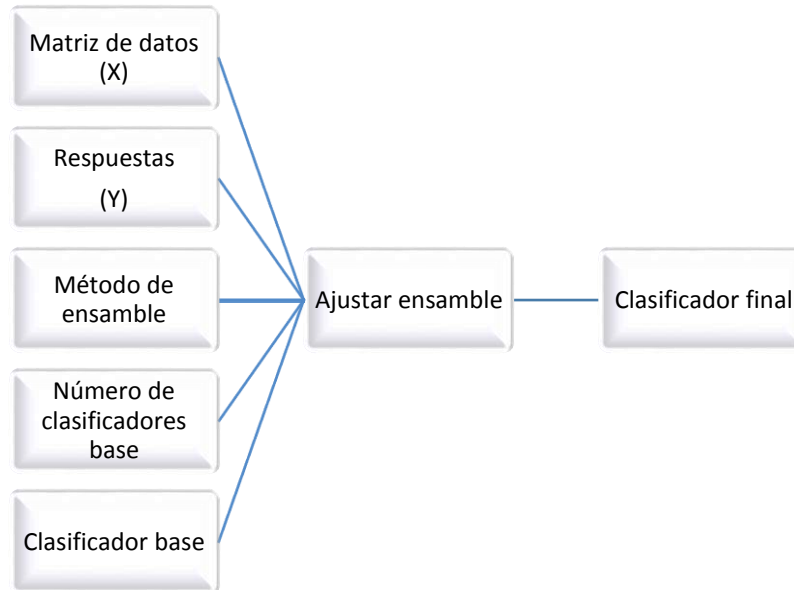 Matriz de datos
(X)
Respuestas
(Y)
Método de
ensamble
Número de
clasificadores
base
Clasificador base
Ajustar ensamble
Clasificador final